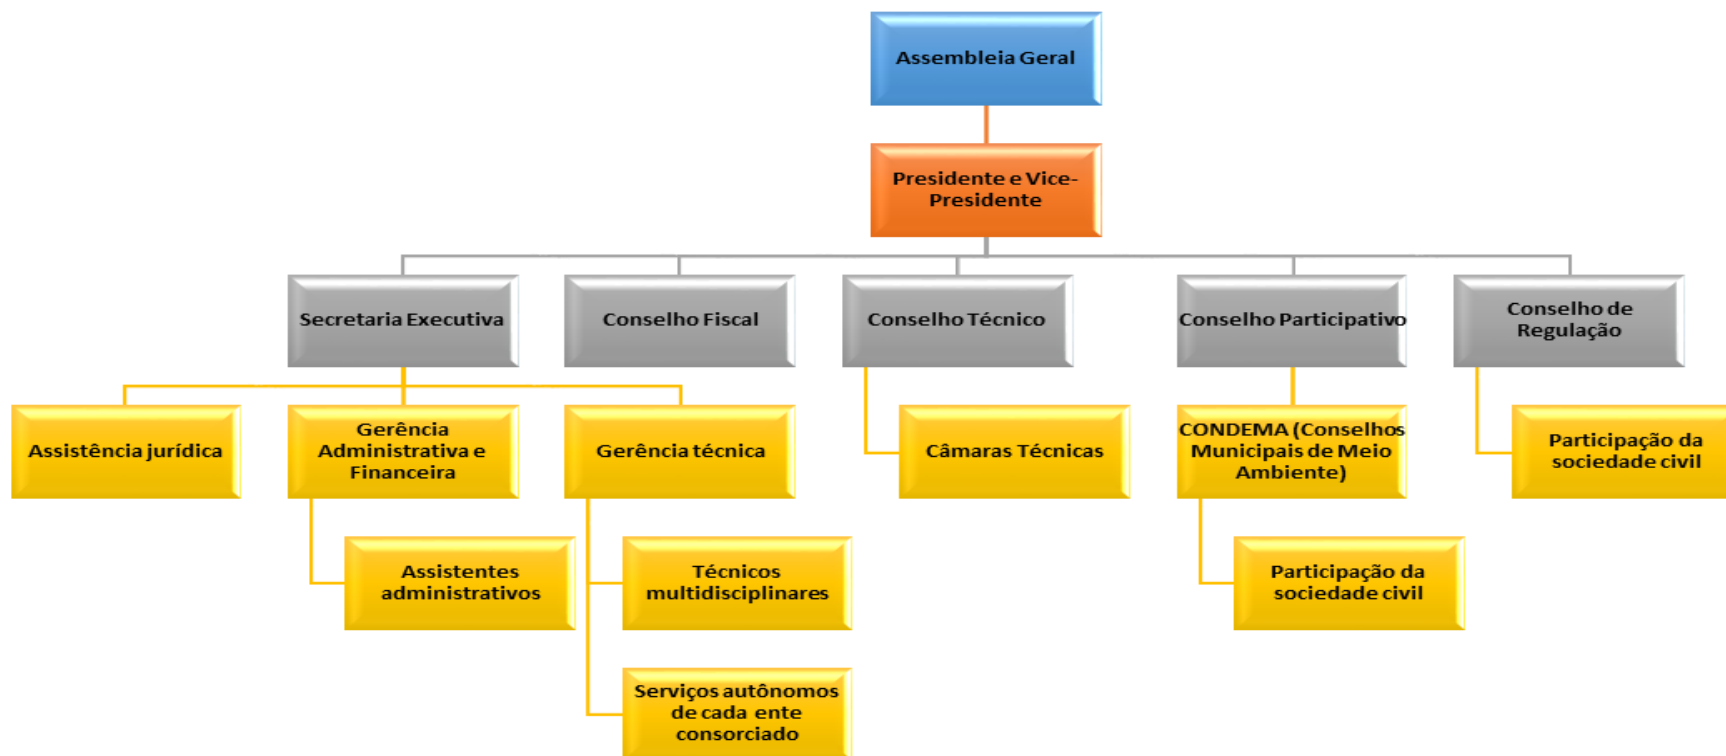 Assembleia Geral
Presidente e Vice-
Presidente
Secretaria Executiva
Conselho Fiscal
Conselho Técnico
Conselho Participativo
Conselho de
Regulação
Assistência jurídica
Gerência
Administrativa e
Financeira
Gerência técnica
Câmaras Técnicas
CONDEMA (Conselhos
Municipais de Meio
Ambiente)
Participação da
sociedade civil
Assistentes
administrativos
Técnicos
multidisciplinares
Participação da
sociedade civil
Serviços autônomos
de cada ente
consorciado